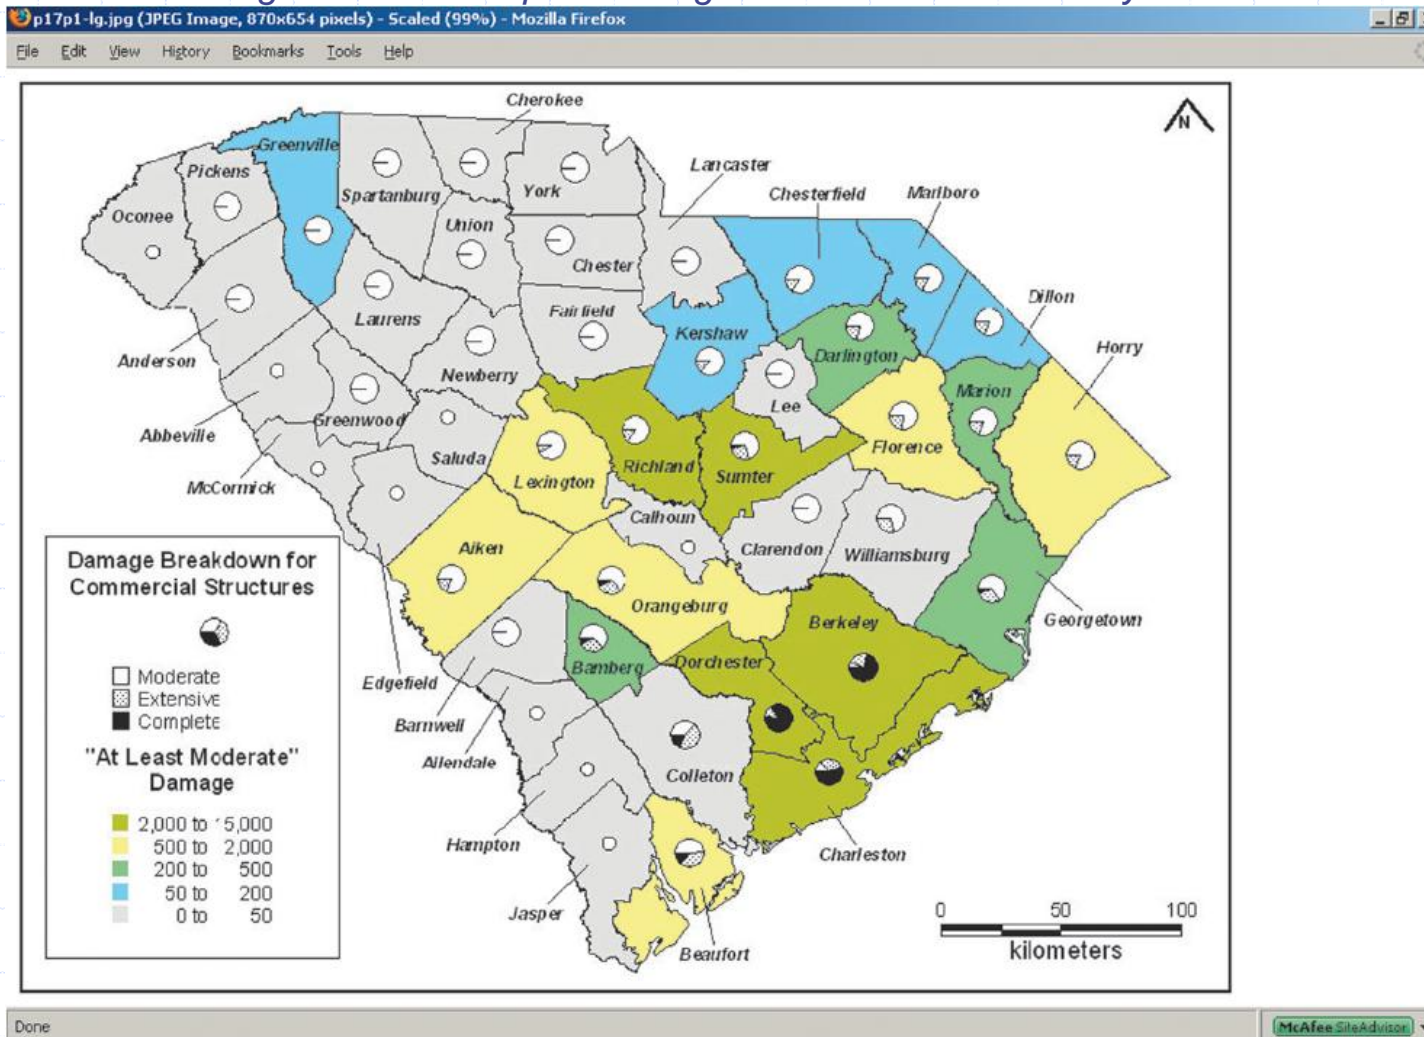 p17p1-lg.jpg (JPEG Image, 870x654 pixels) - Scaled (99%) - Mozilla Firefox
File Edit View History Bookmarks Tools Help
Cherokee
Greenville
Pickens
Spartanburg
York
Lancaster
Chesterfield
Marlboro
Oconee
Union
Chester
Dillon
Laurens
Fairfield
Kershaw
Darlington
Horry
Anderson
Newberry
Lee
Marion
Abbeville
Greenwood
Saluda
Richland
Sumter
Florence
McCormick
Lexington
Calhoun
Clarendon
Williamsburg
Aiken
Orangeburg
Berkeley
Georgetown
Edgefield
Bamberg
Dorchester
Barnwell
Allendale
Colleton
Hampton
Charleston
Jasper
Beaufort
N
Damage Breakdown for
Commercial Structures
Moderate
Extensive
Complete
"At Least Moderate"
Damage
2,000 to 5,000
500 to 2,000
200 to 500
50 to 200
0 to 50
0 50 100
kilometers
Done
McAfee SiteAdvisor